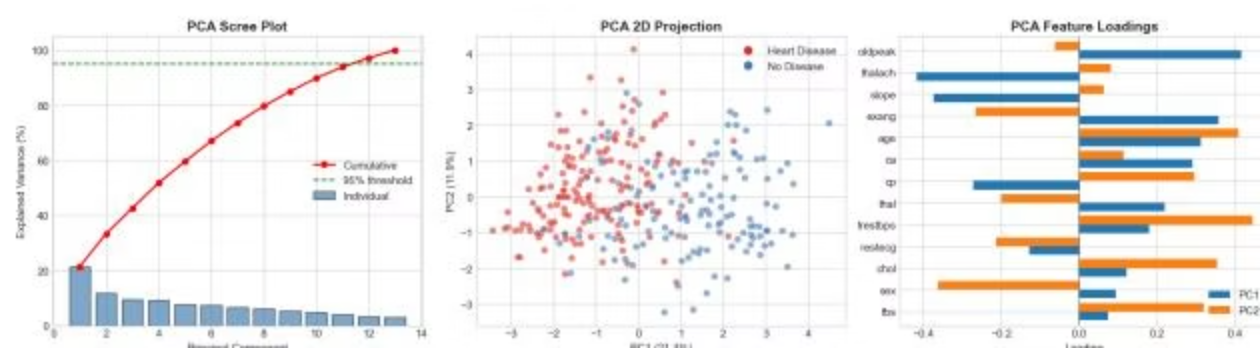 PCA Scree Plot
100
80
60
40
20
0
Explained Variance (%)
Cumulative
95% threshold
Individual
0 2 4 6 8 10 12 14
PCA 2D Projection
Heart Disease
No Disease
4
3
2
1
0
−1
−2
−3
PC2 (11.9%)
−3 −2 −1 0 1 2 3 4
PCA Feature Loadings
oldpeak
thalach
slope
exang
age
ca
cp
thal
trestbps
restecg
chol
sex
fbs
PC1
PC2
−0.4 −0.2 0.0 0.2 0.4